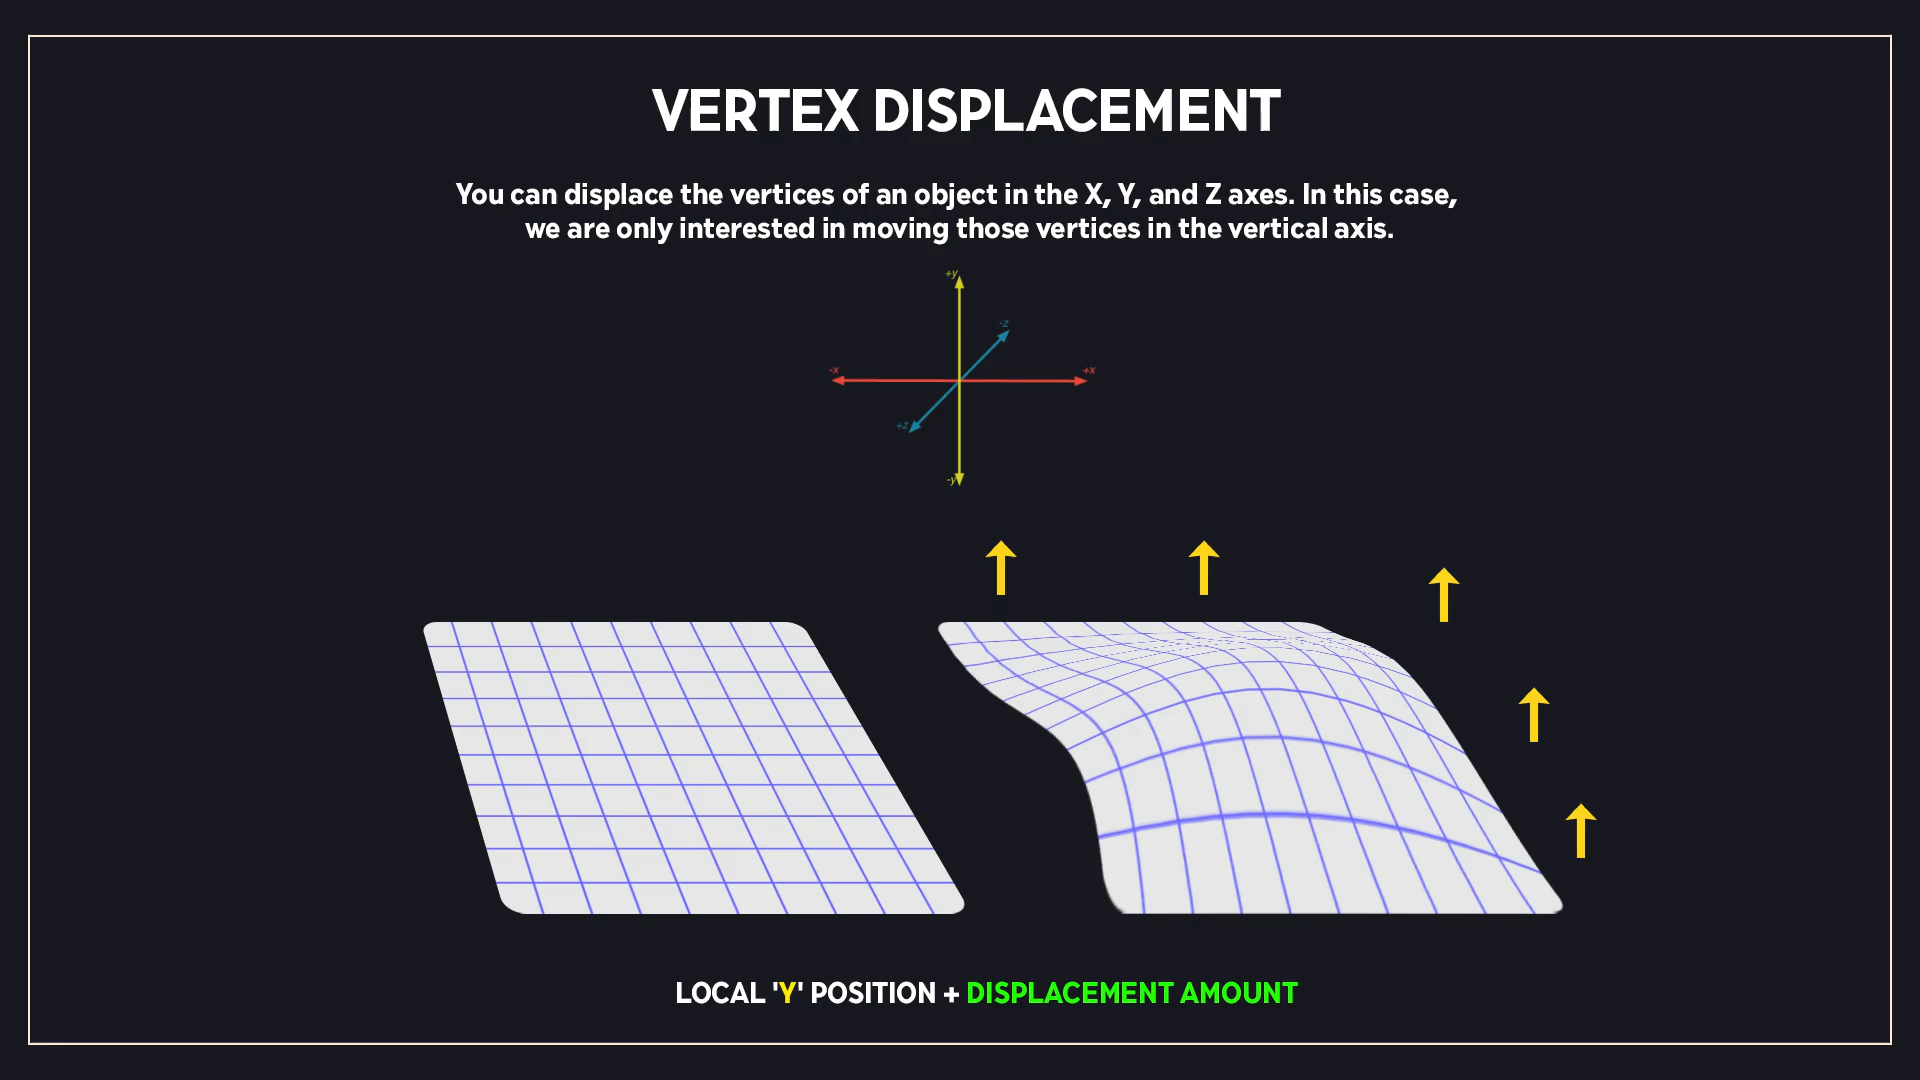 VERTEX DISPLACEMENT
You can displace the vertices of an object in the X, Y, and Z axes. In this case,
we are only interested in moving those vertices in the vertical axis.
+y
-z
-x
+x
+z
-y
LOCAL 'Y' POSITION + DISPLACEMENT AMOUNT